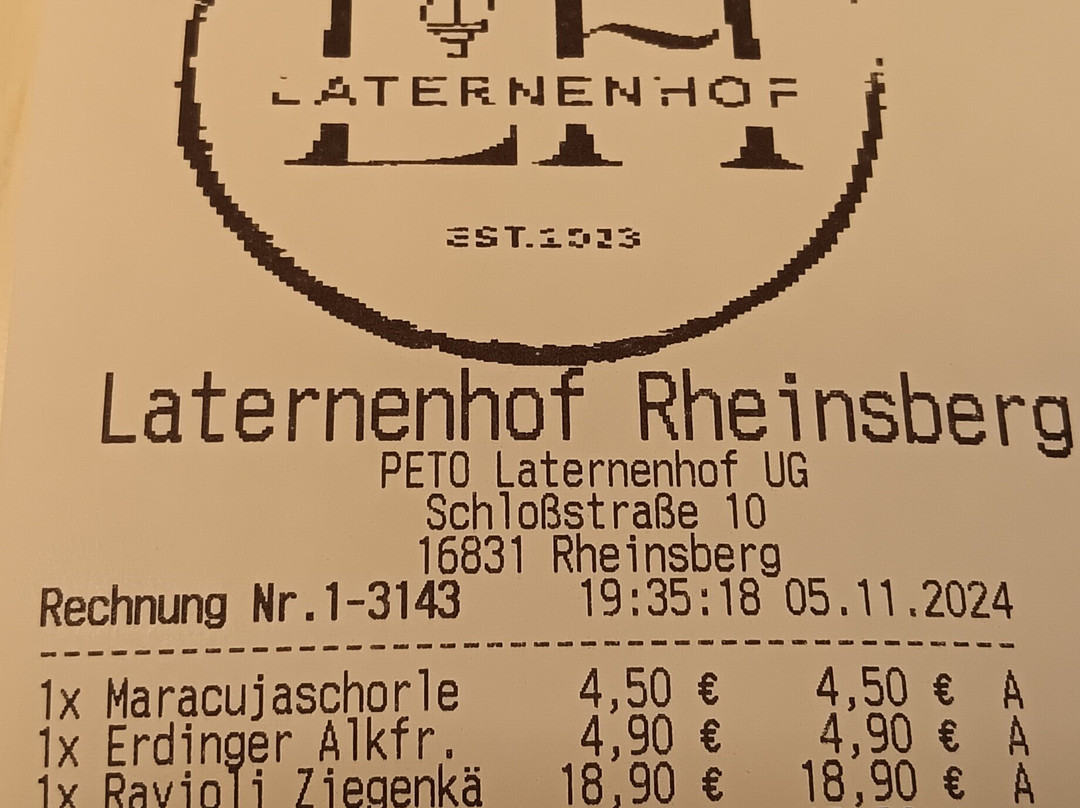 LATERNENHOF
Laternenhof Rheinsberg
PETO Laternenhof UG
Schloßstraße 10
16831 Rheinsberg
Rechnung Nr.1-3143 19:35:18 05.11.2024
1x Maracujaschorle 4,50 € 4,50 € A
1x Erdinger Alkfr. 4,90 € 4,90 € A
1x Ravioli Ziegenkä 18,90 € 18,90 € A